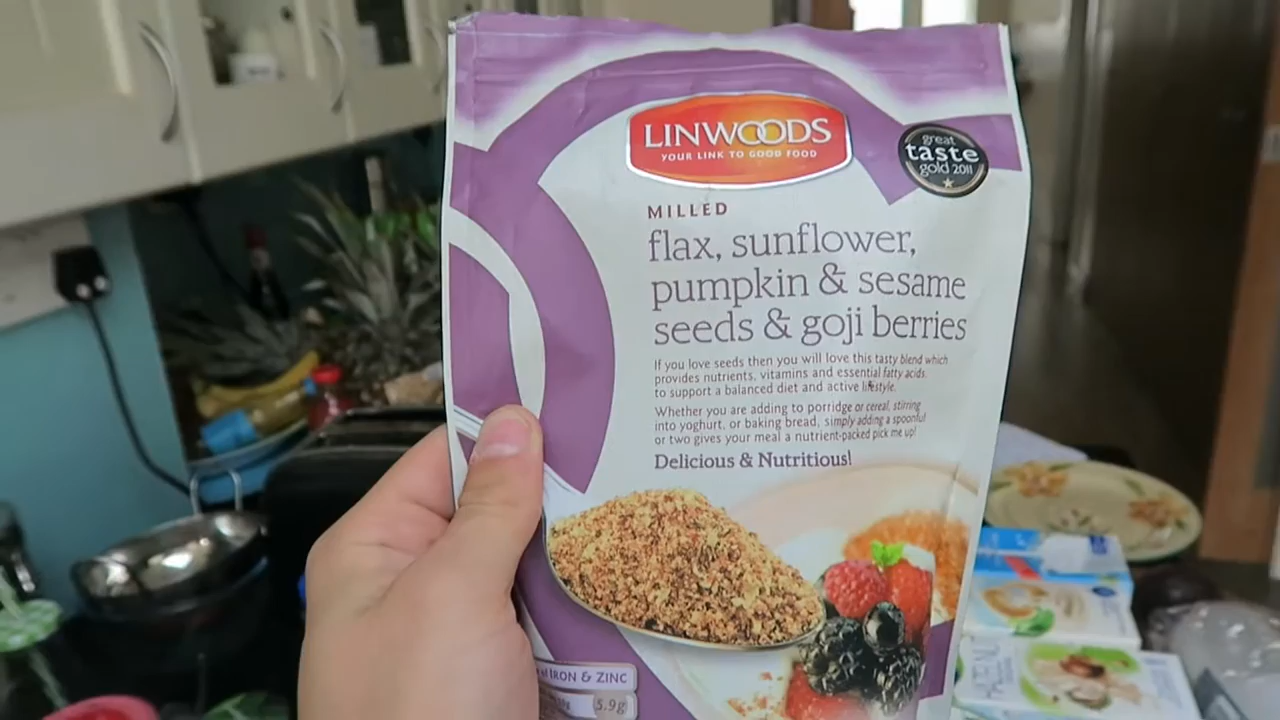 LINWOODS
YOUR LINK TO GOOD FOOD
great
taste
gold 2011
MILLED
flax, sunflower,
pumpkin & sesame
seeds & goji berries
If you love seeds then you will love this tasty blend which
provides nutrients, vitamins and essential fatty acids
to support a balanced diet and active lifestyle.
Whether you are adding to porridge or cereal, stirring
into yoghurt, or baking bread, simply adding a spoonful
or two gives your meal a nutrient-packed pick me up!
Delicious & Nutritious!
IRON & ZINC
5.9g